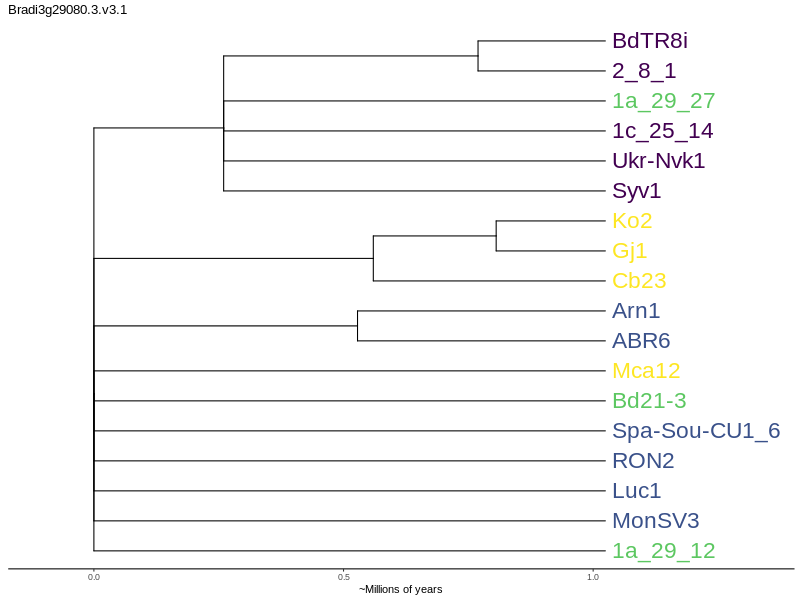 Bradi3g29080.3.v3.1
BdTR8i
2_8_1
1a_29_27
1c_25_14
Ukr-Nvk1
Syv1
Ko2
Gj1
Cb23
Arn1
ABR6
Mca12
Bd21-3
Spa-Sou-CU1_6
RON2
Luc1
MonSV3
1a_29_12
0.0 0.5 1.0
~Millions of years